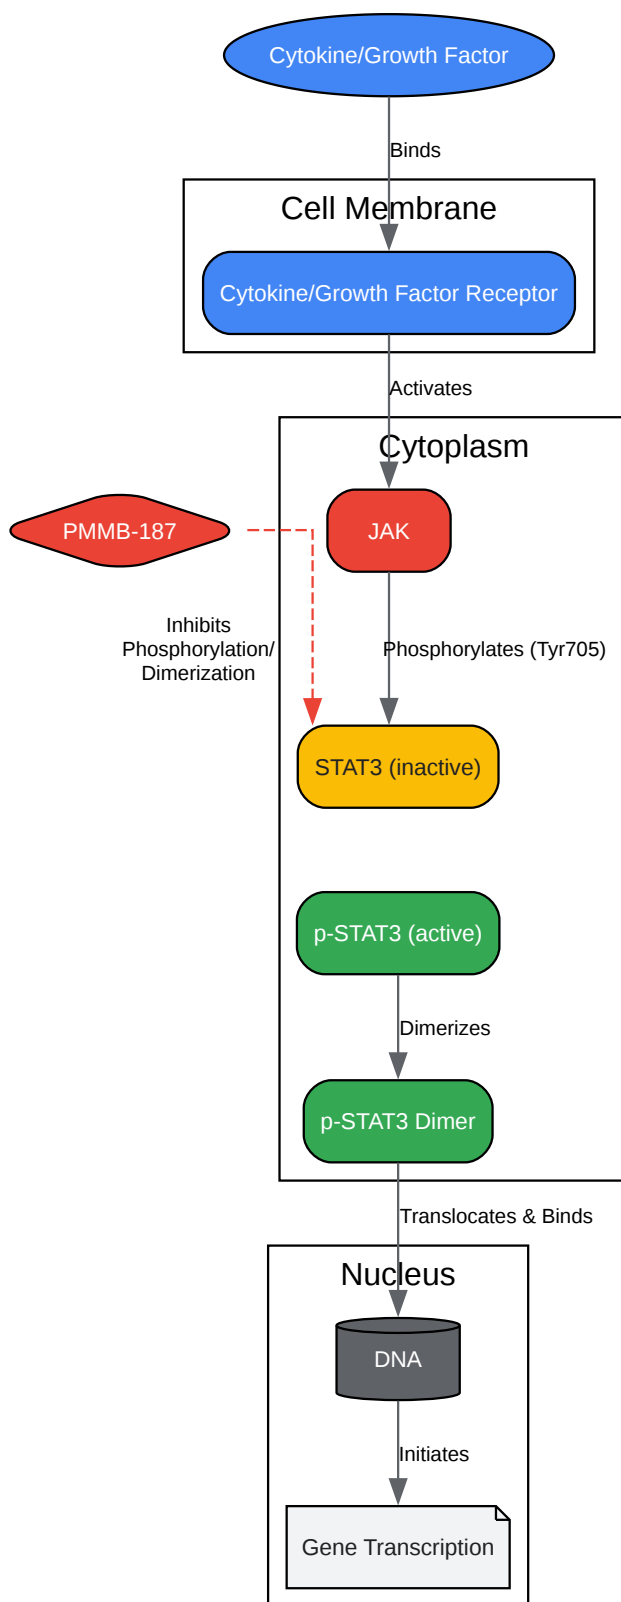 Cytokine/Growth Factor
Binds
Cell Membrane
Cytokine/Growth Factor Receptor
Activates
Cytoplasm
PMMB-187
JAK
Inhibits
Phosphorylation/
Dimerization
Phosphorylates (Tyr705)
STAT3 (inactive)
p-STAT3 (active)
Dimerizes
p-STAT3 Dimer
Translocates & Binds
Nucleus
DNA
Initiates
Gene Transcription